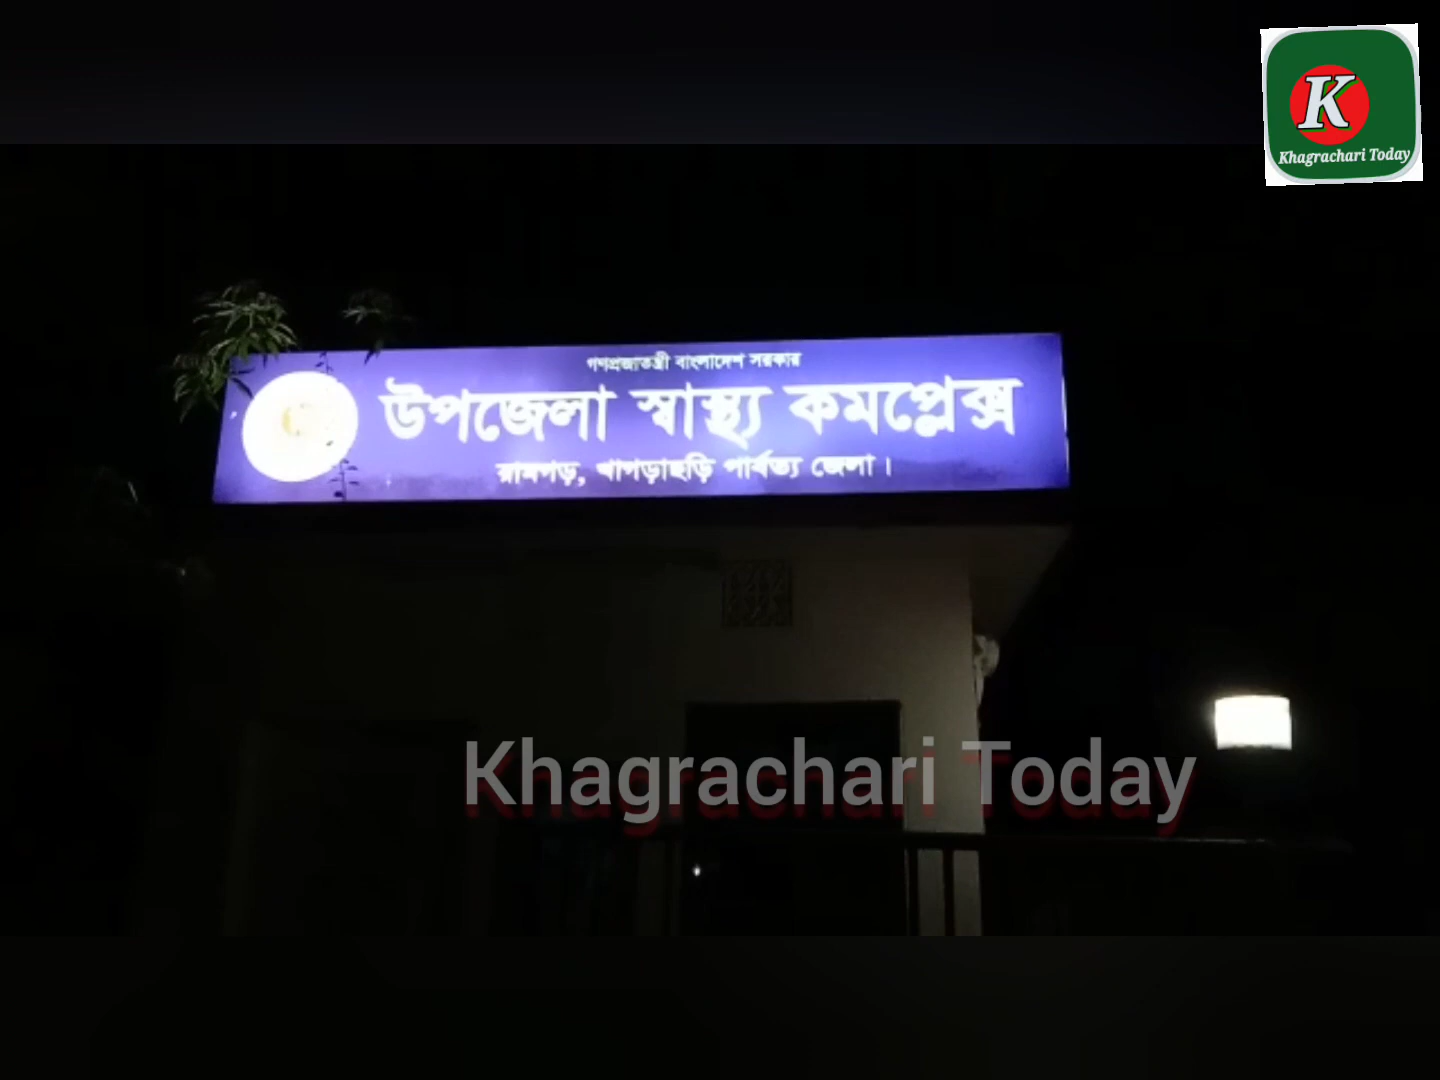 K
Khagrachari Today
গণপ্রজাতন্ত্রী বাংলাদেশ সরকার
উপজেলা স্বাস্থ্য কমপ্লেক্স
রামগড়, খাগড়াছড়ি পার্বত্য জেলা।
Khagrachari Today